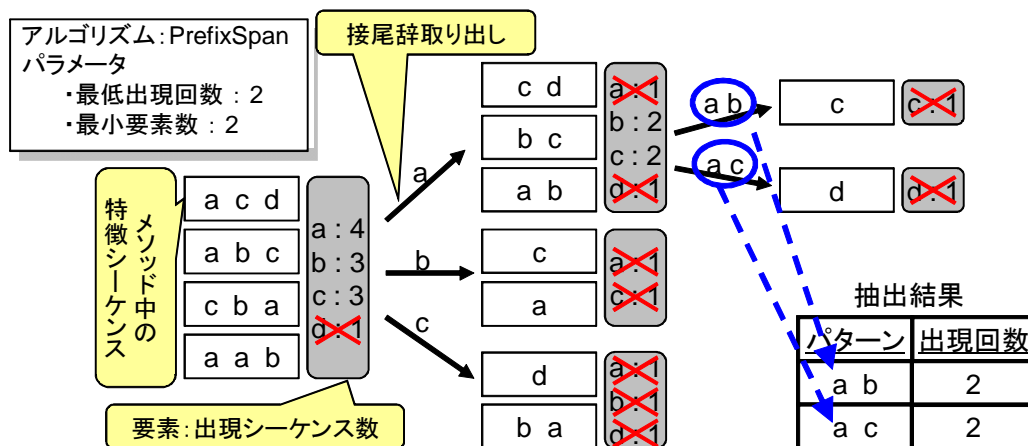 アルゴリズム:PrefixSpan
パラメータ
・最低出現回数 : 2
・最小要素数 : 2
接尾辞取り出し
メソッド中の
特徴シーケンス
a c d
a b c
c b a
a a b
a : 4
b : 3
c : 3
d : 1
要素:出現シーケンス数
a
b
c
c d
b c
a b
a : 1
b : 2
c : 2
d : 1
c
a
a : 1
c : 1
d
b a
a : 1
b : 1
d : 1
a b
a c
c
c : 1
d
d : 1
抽出結果
パターン 出現回数
a b 2
a c 2